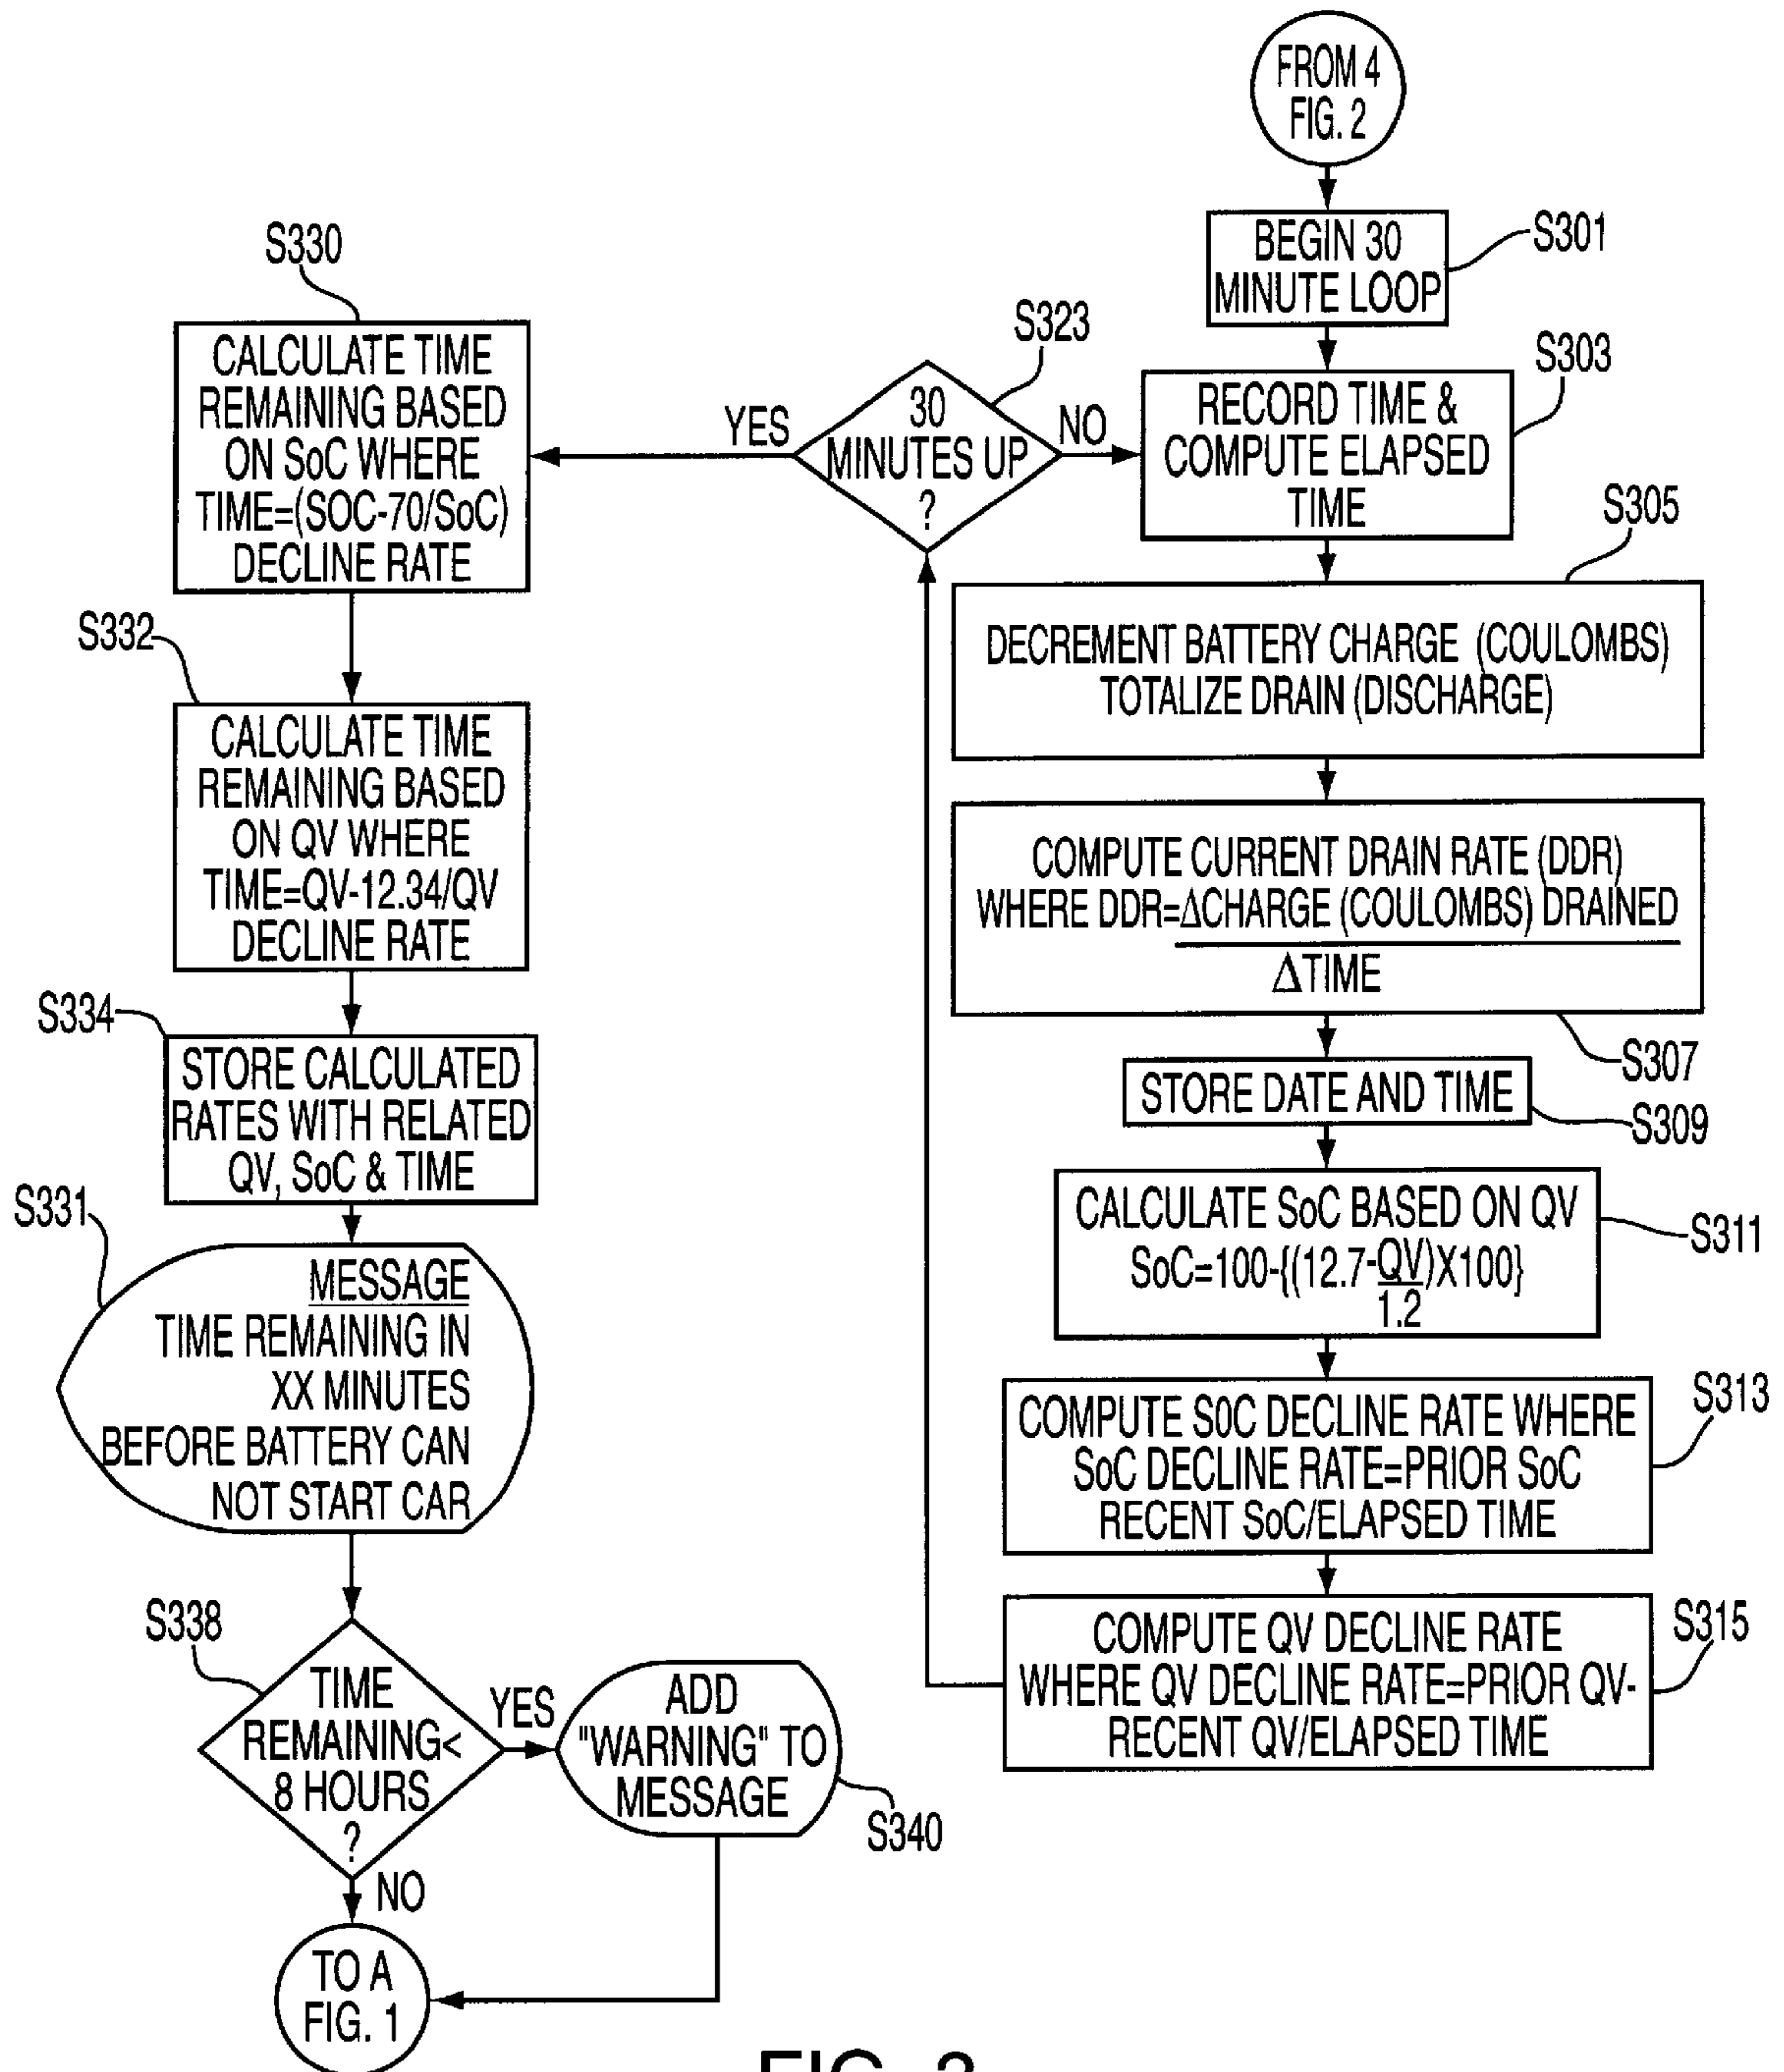 FROM 4
FIG. 2
BEGIN 30
MINUTE LOOP
S301
RECORD TIME &
COMPUTE ELAPSED
TIME
S303
DECREMENT BATTERY CHARGE (COULOMBS)
TOTALIZE DRAIN (DISCHARGE)
S305
COMPUTE CURRENT DRAIN RATE (DDR)
WHERE DDR=ΔCHARGE (COULOMBS) DRAINED
ΔTIME
S307
STORE DATE AND TIME
S309
CALCULATE SoC BASED ON QV
SoC=100-{(12.7-QV)X100}
1.2
S311
COMPUTE S0C DECLINE RATE WHERE
SoC DECLINE RATE=PRIOR SoC
RECENT SoC/ELAPSED TIME
S313
COMPUTE QV DECLINE RATE
WHERE QV DECLINE RATE=PRIOR QV-
RECENT QV/ELAPSED TIME
S315
S323
30
MINUTES UP
?
NO
YES
S330
CALCULATE TIME
REMAINING BASED
ON SoC WHERE
TIME=(SOC-70/SoC)
DECLINE RATE
S332
CALCULATE TIME
REMAINING BASED
ON QV WHERE
TIME=QV-12.34/QV
DECLINE RATE
S334
STORE CALCULATED
RATES WITH RELATED
QV, SoC & TIME
S331
MESSAGE
TIME REMAINING IN
XX MINUTES
BEFORE BATTERY CAN
NOT START CAR
S338
TIME
REMAINING<
8 HOURS
?
YES
ADD
"WARNING" TO
MESSAGE
S340
NO
TO A
FIG. 1